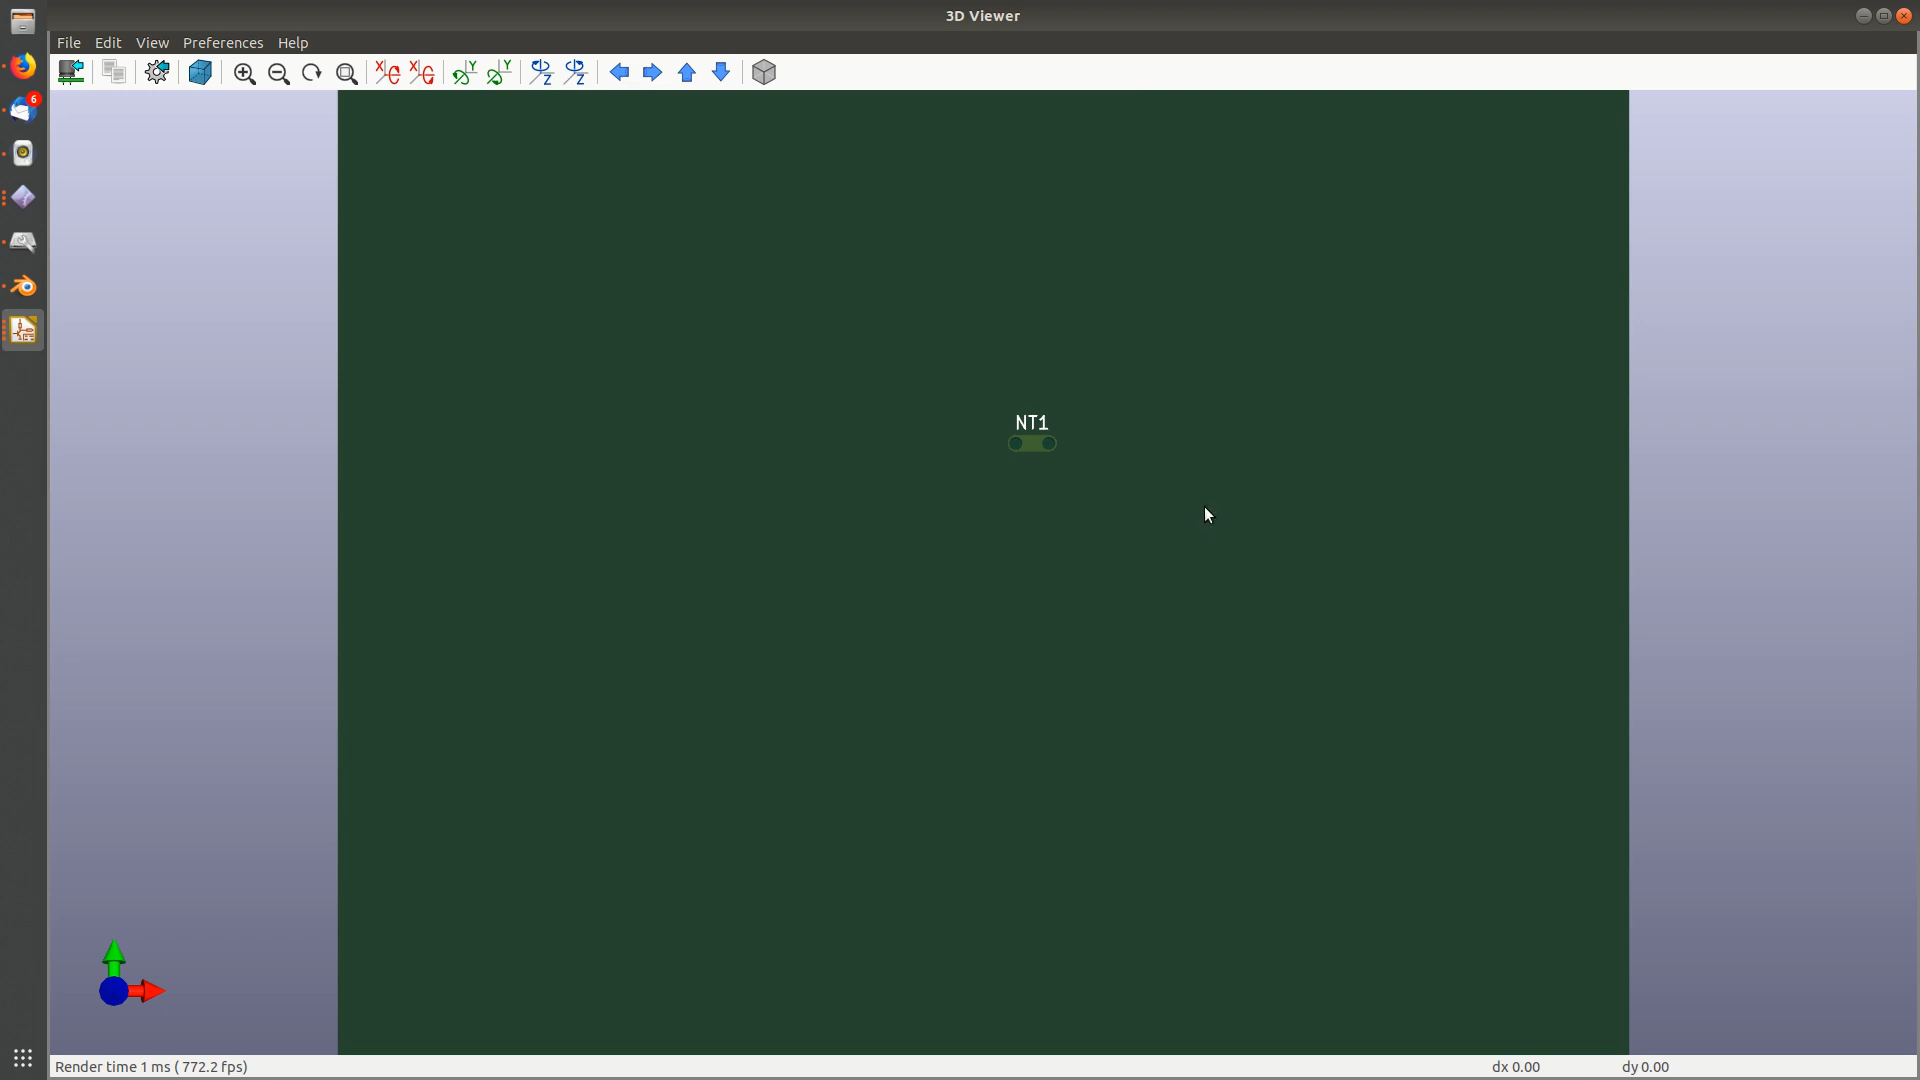 3D Viewer
6
File Edit View Preferences Help
X X Y Y Z Z
NT1
Render time 1 ms ( 772.2 fps)
dx 0.00
dy 0.00